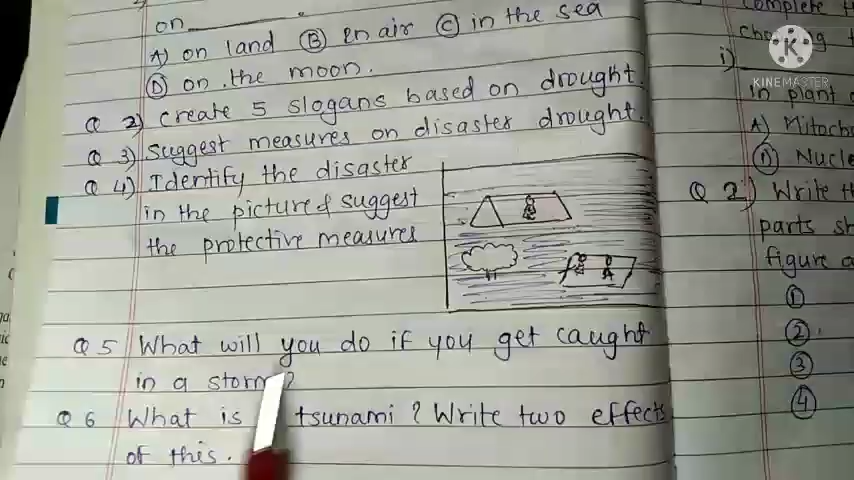 on ________.
A) on land (B) en air (C) in the sea
(D) on the moon.
Q 2) Create 5 slogans based on drought.
Q 3) Suggest measures on disaster drought.
Q 4) Identify the disaster
in the picture & suggest
the protective measures
Q 5 What will you do if you get caught
in a storm?
Q 6 What is tsunami? Write two effects
of this.
complete
i)
in plant
A) Mitoch
(D) Nucle
Q 2) Write th
parts sh
figure a
①
②
③
④
KINEMASTER